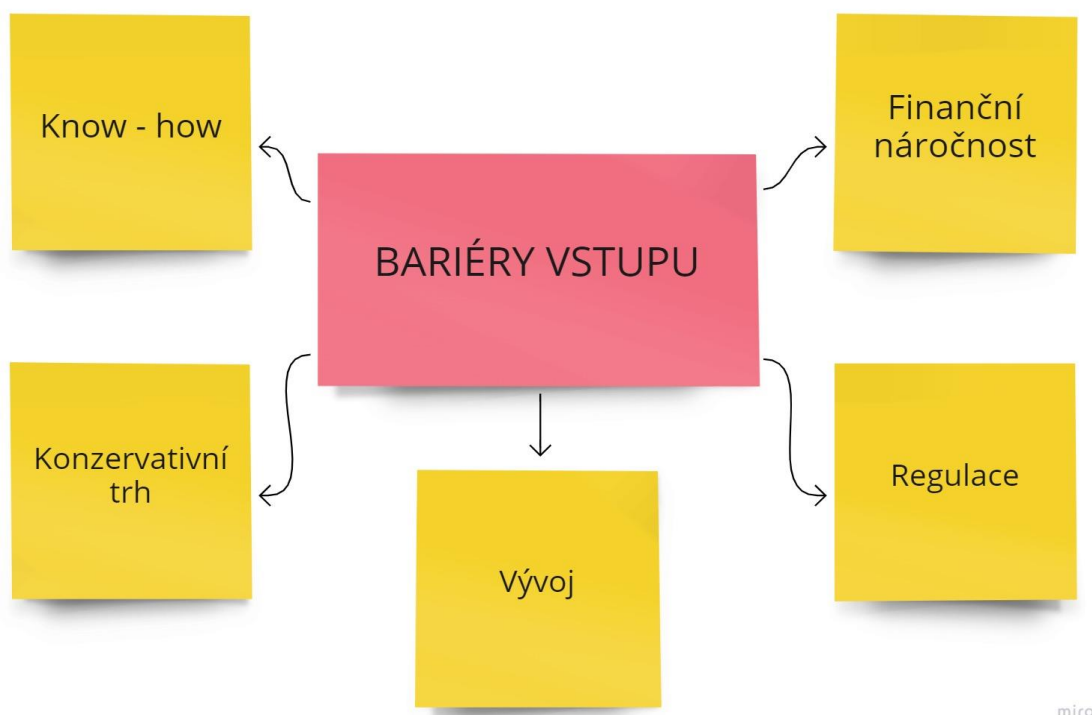 Know - how
Finanční
náročnost
BARIÉRY VSTUPU
Konzervativní
trh
Regulace
Vývoj